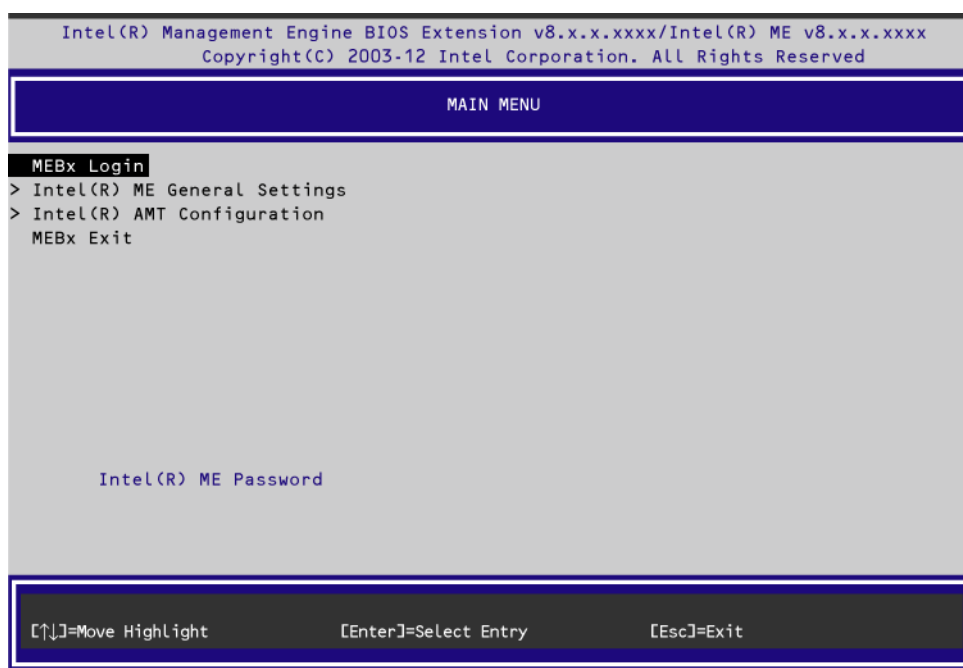 Intel(R) Management Engine BIOS Extension v8.x.x.xxxx/Intel(R) ME v8.x.x.xxxx
Copyright(C) 2003-12 Intel Corporation. All Rights Reserved
MAIN MENU
MEBx Login
> Intel(R) ME General Settings
> Intel(R) AMT Configuration
MEBx Exit
Intel(R) ME Password
[↑↓]=Move Highlight [Enter]=Select Entry [Esc]=Exit